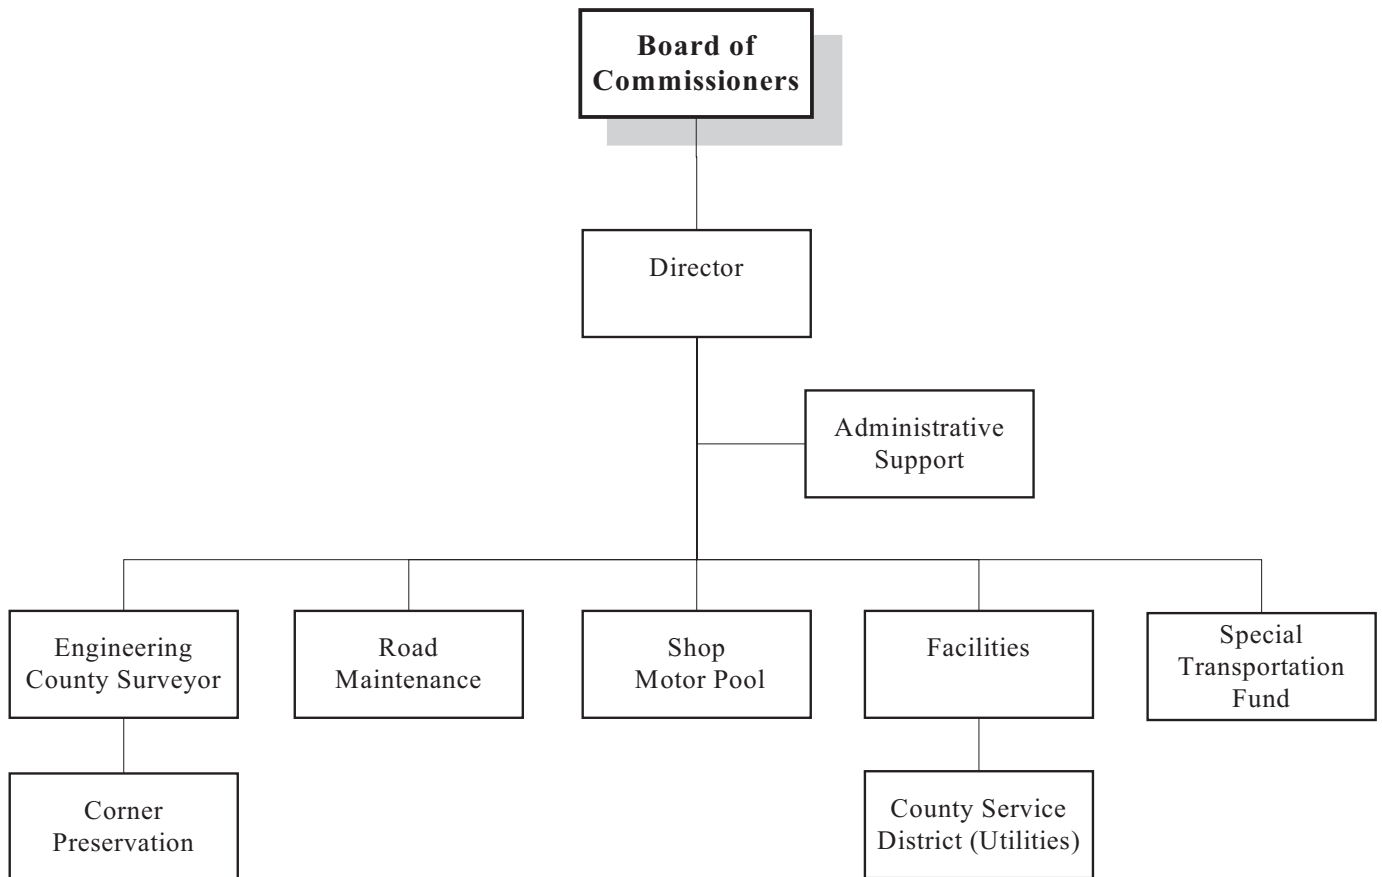 Board of
Commissioners
Director
Administrative
Support
Engineering
County Surveyor
Road
Maintenance
Shop
Motor Pool
Facilities
Special
Transportation
Fund
Corner
Preservation
County Service
District (Utilities)